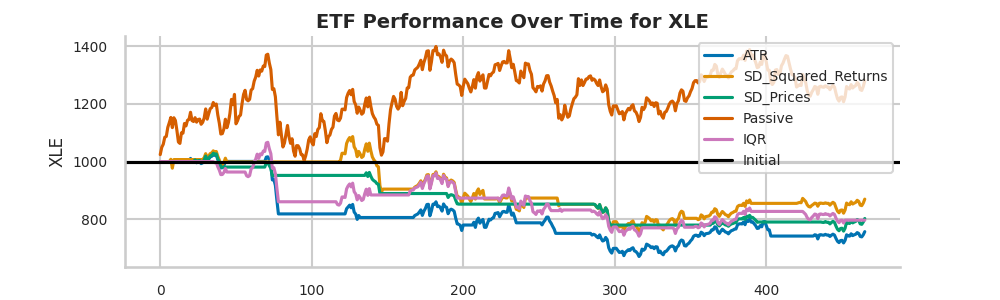 ETF Performance Over Time for XLE
XLE
1400
1200
1000
800
0
100
200
300
400
ATR
SD_Squared_Returns
SD_Prices
Passive
IQR
Initial